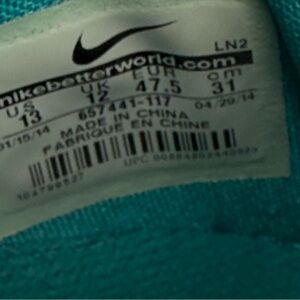 LN2
nikebetterworld.com
US UK EUR cm
13 12 47.5 31
657441-117
01/15/14 04/29/14
MADE IN CHINA
FABRIQUE EN CHINE
UPC